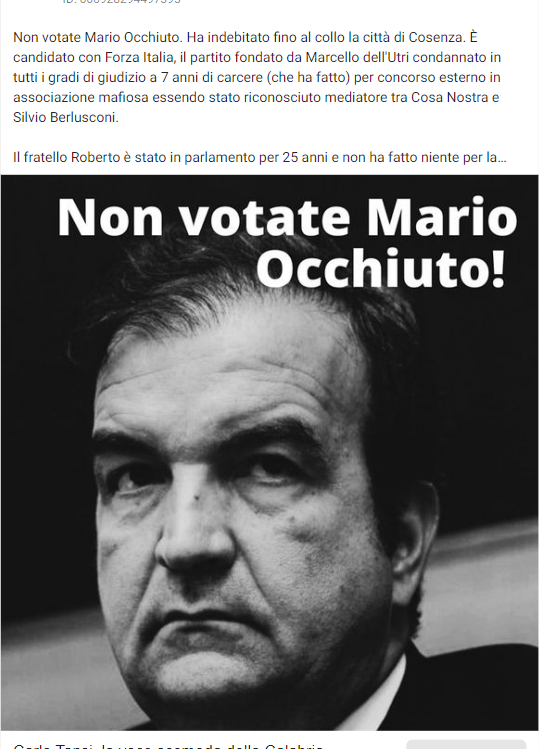 Non votate Mario Occhiuto. Ha indebitato fino al collo la città di Cosenza. È
candidato con Forza Italia, il partito fondato da Marcello dell'Utri condannato in
tutti i gradi di giudizio a 7 anni di carcere (che ha fatto) per concorso esterno in
associazione mafiosa essendo stato riconosciuto mediatore tra Cosa Nostra e
Silvio Berlusconi.
Il fratello Roberto è stato in parlamento per 25 anni e non ha fatto niente per la…
Non votate Mario
Occhiuto!